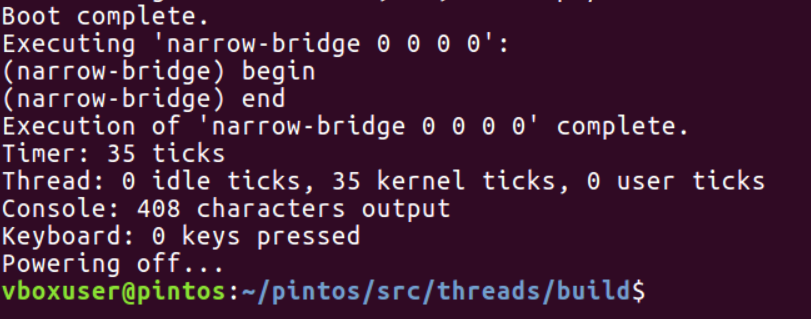 Boot complete.
Executing 'narrow-bridge 0 0 0 0':
(narrow-bridge) begin
(narrow-bridge) end
Execution of 'narrow-bridge 0 0 0 0' complete.
Timer: 35 ticks
Thread: 0 idle ticks, 35 kernel ticks, 0 user ticks
Console: 408 characters output
Keyboard: 0 keys pressed
Powering off...
vboxuser@pintos:~/pintos/src/threads/build$